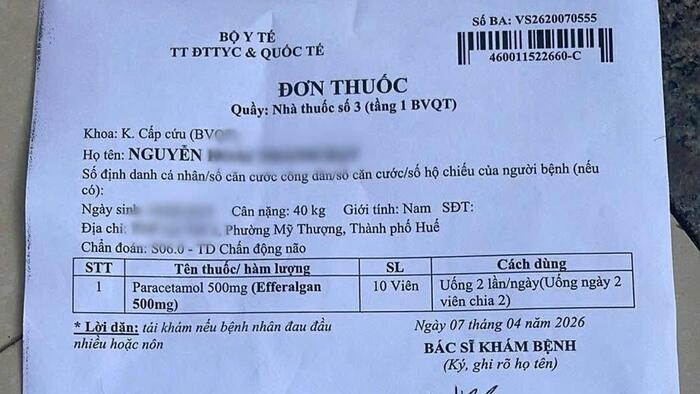 Số BA: VS2620070555
BỘ Y TẾ
TT ĐTTYC & QUỐC TẾ
460011522660-C
ĐƠN THUỐC
Quầy: Nhà thuốc số 3 (tầng 1 BVQT)
Khoa: K. Cấp cứu (BVQ
Họ tên: NGUYỄN
Số định danh cá nhân/số căn cước công dân/số căn cước/số hộ chiếu của người bệnh (nếu
có):
Ngày sinh Cân nặng: 40 kg Giới tính: Nam SĐT:
Địa chỉ: , Phường Mỹ Thượng, Thành phố Huế
Chẩn đoán: S06.0 - TD Chấn động não
STT Tên thuốc/ hàm lượng SL Cách dùng
1 Paracetamol 500mg (Efferalgan 10 Viên Uống 2 lần/ngày(Uống ngày 2
500mg) viên chia 2)
* Lời dặn: tái khám nếu bệnh nhân đau đầu
nhiều hoặc nôn
Ngày 07 tháng 04 năm 2026
BÁC SĨ KHÁM BỆNH
(Ký, ghi rõ họ tên)